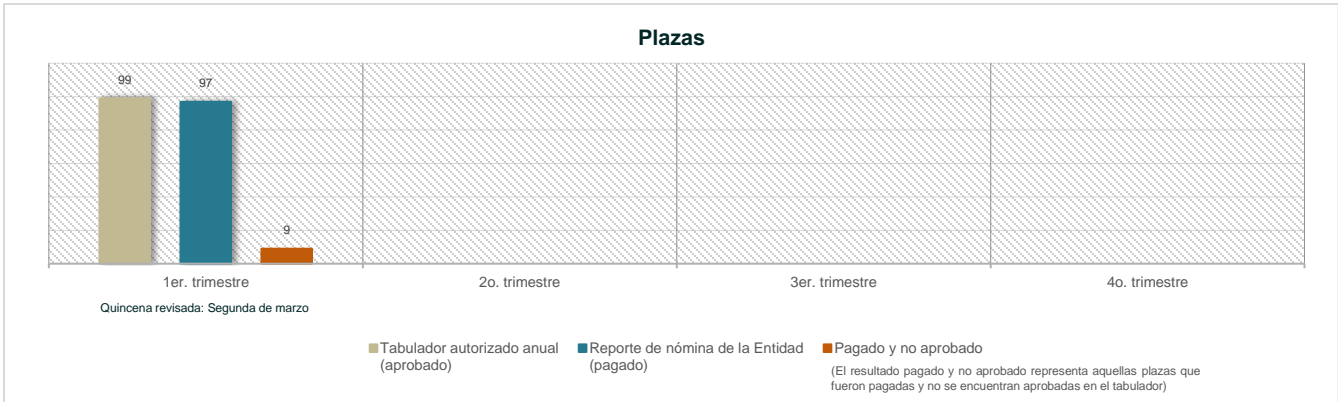 Plazas
99
97
9
1er. trimestre
2o. trimestre
3er. trimestre
4o. trimestre
Quincena revisada: Segunda de marzo
Tabulador autorizado anual
(aprobado)
Reporte de nómina de la Entidad
(pagado)
Pagado y no aprobado
(El resultado pagado y no aprobado representa aquellas plazas que
fueron pagadas y no se encuentran aprobadas en el tabulador)